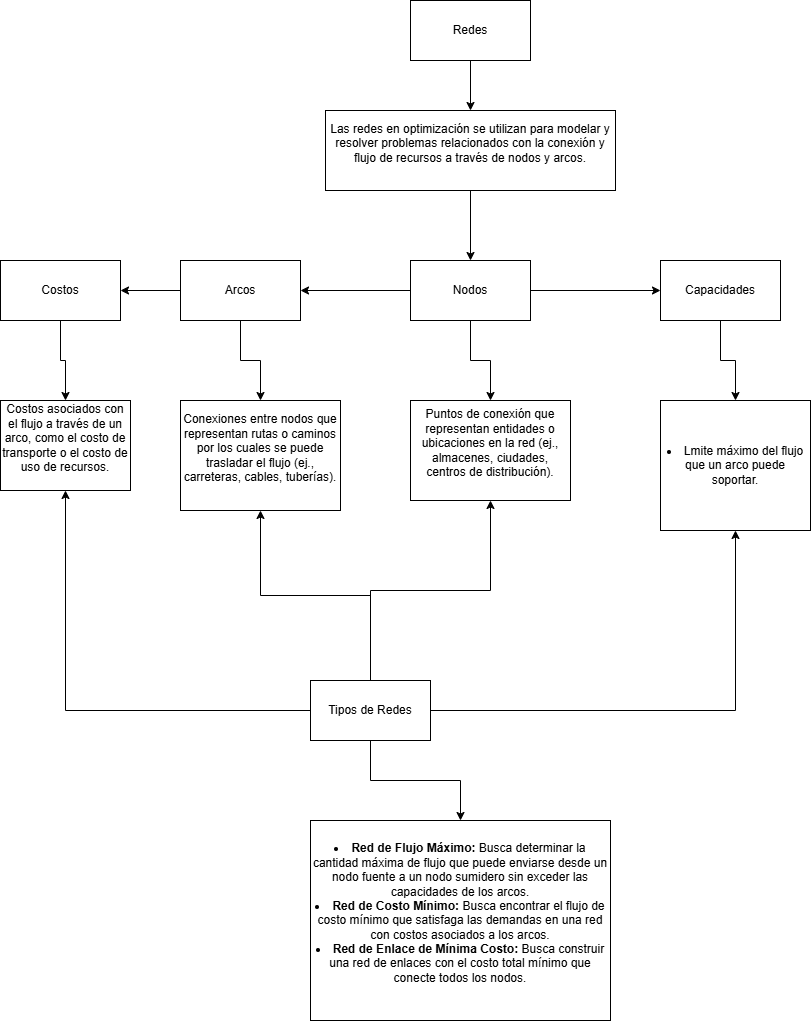 Redes
Las redes en optimización se utilizan para modelar y
resolver problemas relacionados con la conexión y
flujo de recursos a través de nodos y arcos.
Costos
Arcos
Nodos
Capacidades
Costos asociados con
el flujo a través de un
arco, como el costo de
transporte o el costo de
uso de recursos.
Conexiones entre nodos que
representan rutas o caminos
por los cuales se puede
trasladar el flujo (ej.,
carreteras, cables, tuberías).
Puntos de conexión que
representan entidades o
ubicaciones en la red (ej.,
almacenes, ciudades,
centros de distribución).
• Lmite máximo del flujo
que un arco puede
soportar.
Tipos de Redes
• Red de Flujo Máximo: Busca determinar la
cantidad máxima de flujo que puede enviarse desde un
nodo fuente a un nodo sumidero sin exceder las
capacidades de los arcos.
• Red de Costo Mínimo: Busca encontrar el flujo de
costo mínimo que satisfaga las demandas en una red
con costos asociados a los arcos.
• Red de Enlace de Mínima Costo: Busca construir
una red de enlaces con el costo total mínimo que
conecte todos los nodos.